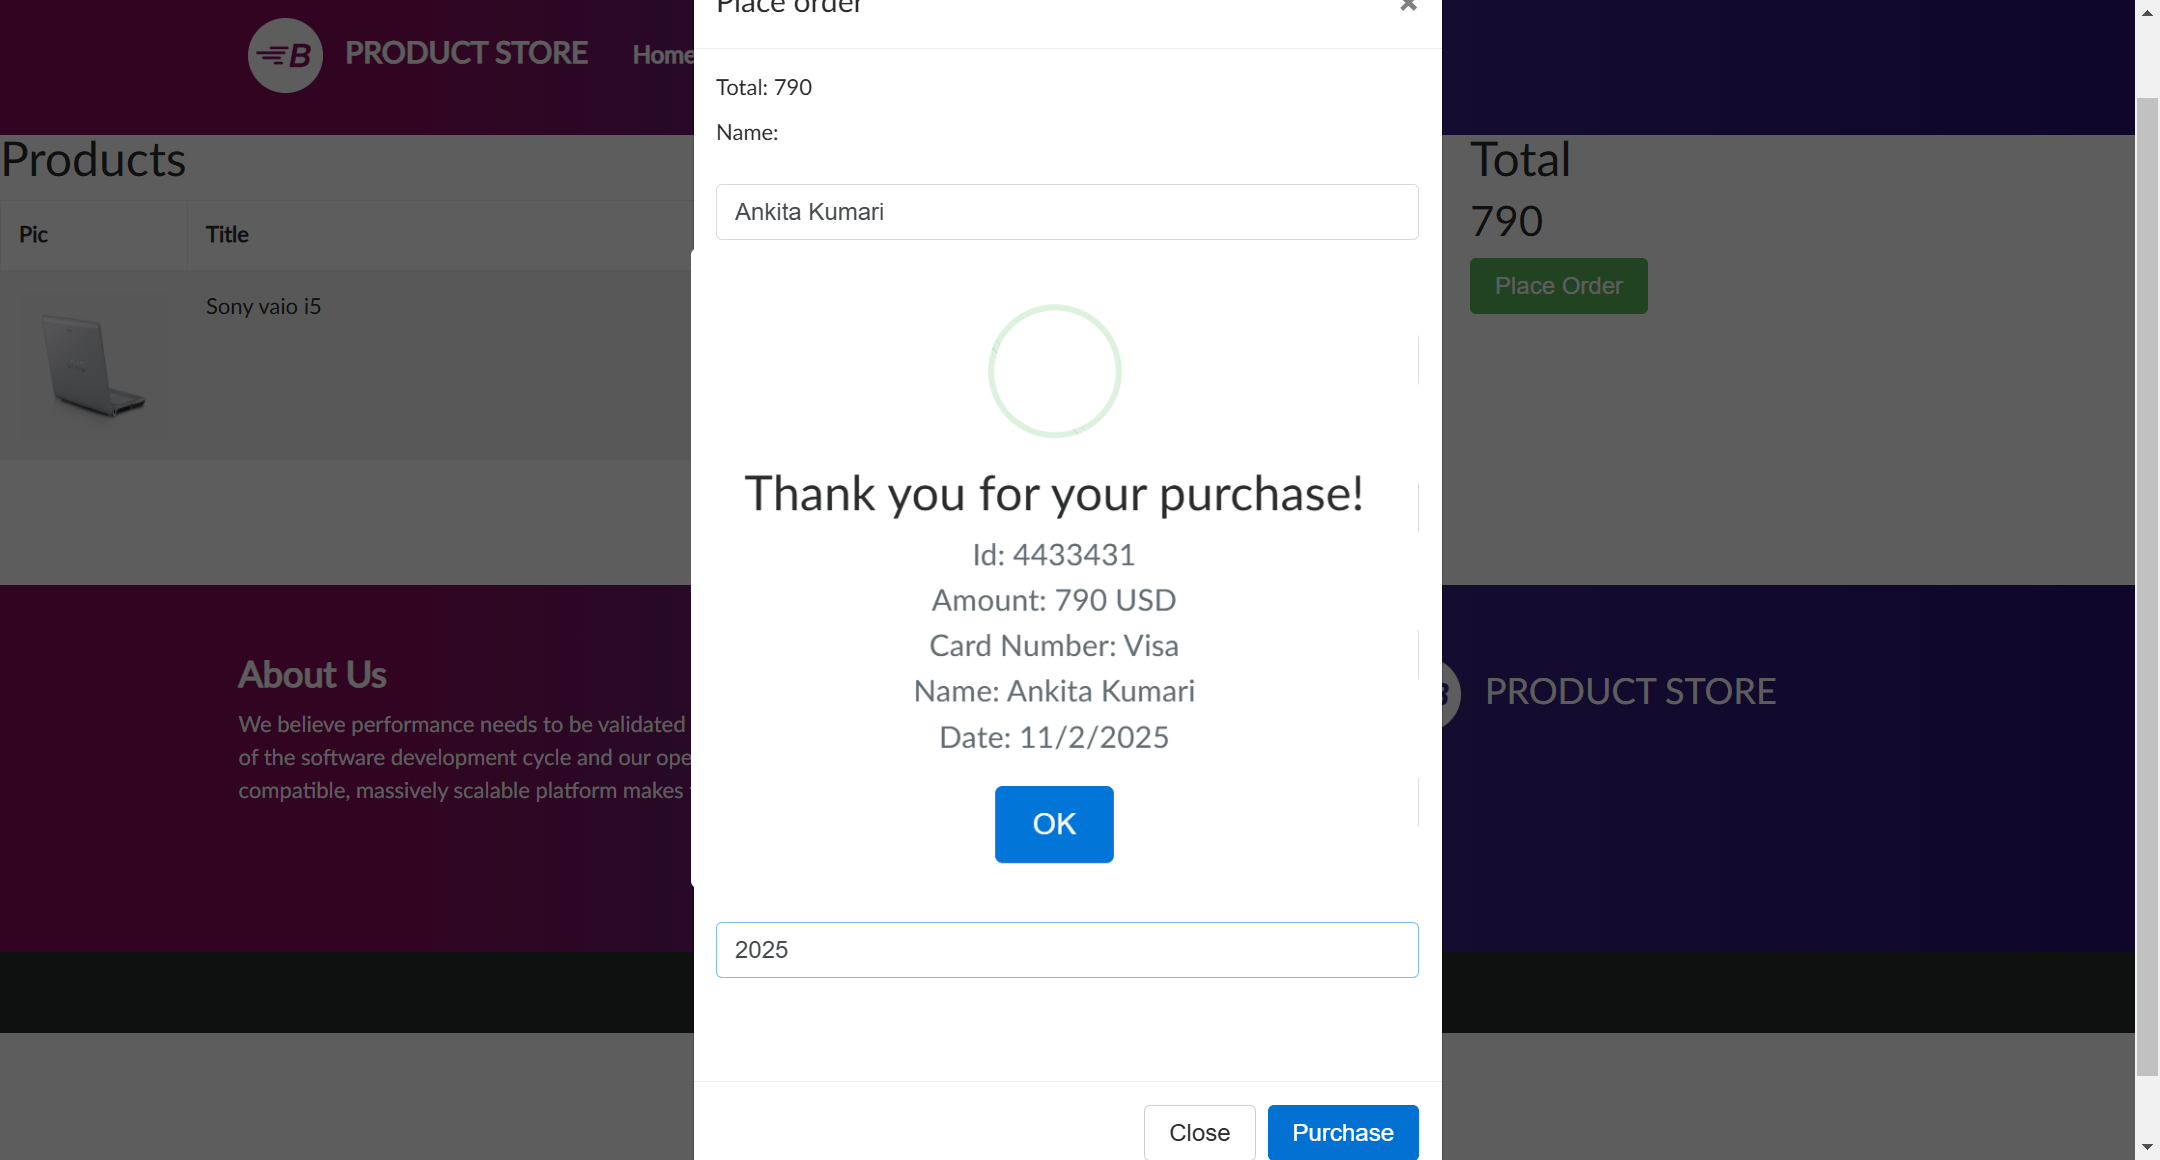 Place order
×
PRODUCT STORE
Home
Total: 790
Name:
Products
Total
Ankita Kumari
790
Pic
Title
Place Order
Sony vaio i5
Thank you for your purchase!
Id: 4433431
Amount: 790 USD
Card Number: Visa
Name: Ankita Kumari
Date: 11/2/2025
OK
About Us
We believe performance needs to be validated
of the software development cycle and our ope
compatible, massively scalable platform makes
PRODUCT STORE
2025
Close
Purchase